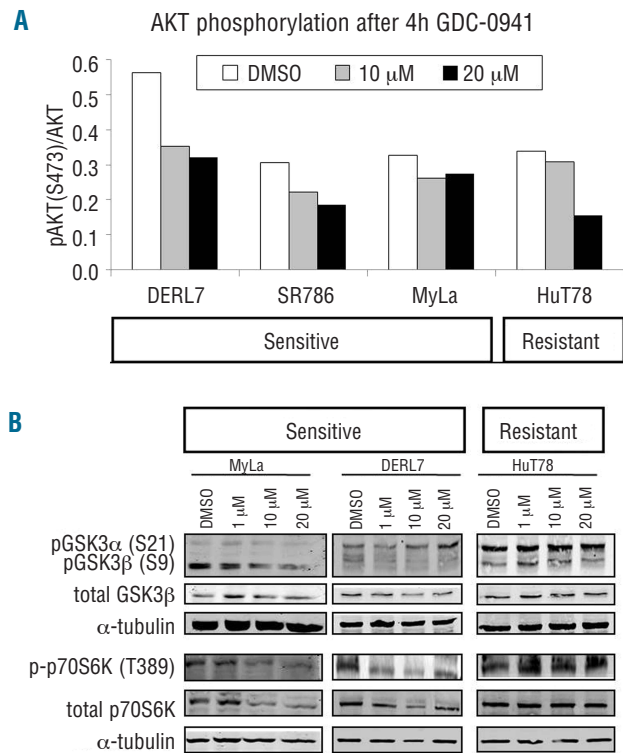 A
AKT phosphorylation after 4h GDC-0941
DMSO 10 μM 20 μM
pAKT(S473)/AKT
0.6
0.5
0.4
0.3
0.2
0.1
0.0
DERL7 SR786 MyLa HuT78
Sensitive Resistant
B
Sensitive Resistant
MyLa DERL7 HuT78
DMSO 1 μM 10 μM 20 μM DMSO 1 μM 10 μM 20 μM DMSO 1 μM 10 μM 20 μM
pGSK3α (S21)
pGSK3β (S9)
total GSK3β
α-tubulin
p-p70S6K (T389)
total p70S6K
α-tubulin